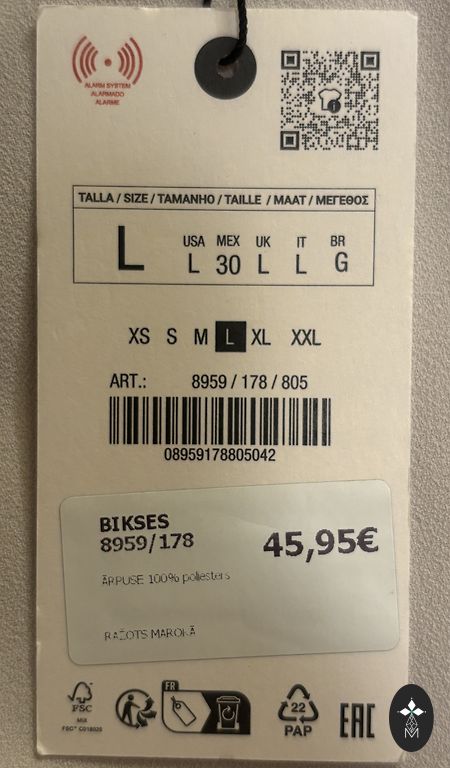 ALARM SYSTEM
ALARMADO
ALARME
TALLA / SIZE / TAMANHO / TAILLE / MAAT / ΜΕΓΕΘΟΣ
L
USA MEX UK IT BR
L 30 L L G
XS S M L XL XXL
ART.: 8959 / 178 / 805
08959178805042
BIKSES
8959/178
45,95€
ĀRPUSE 100% poliesters
RAŽOTS MAROKĀ
FR
FSC
MIX
FSC® C018025
22
PAP
EAC
M